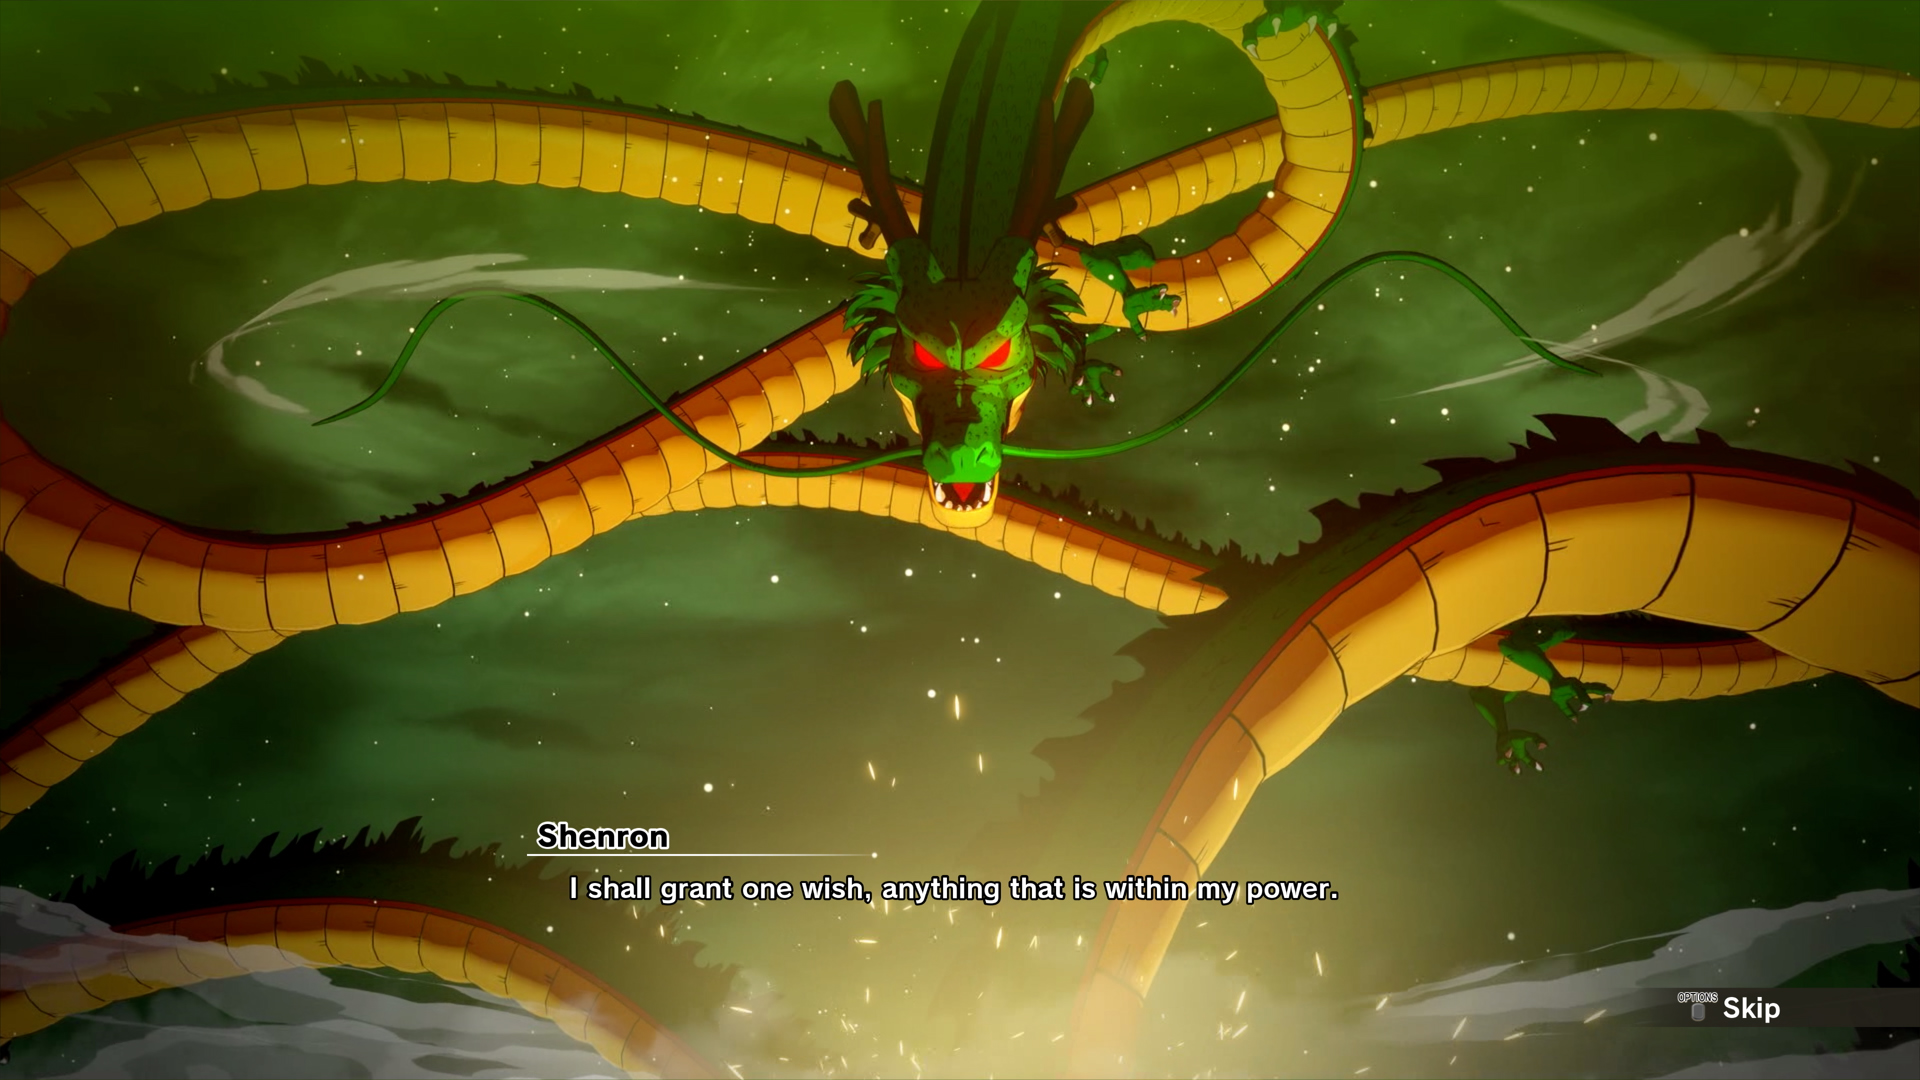 Shenron
I shall grant one wish, anything that is within my power.
OPTIONS
Skip